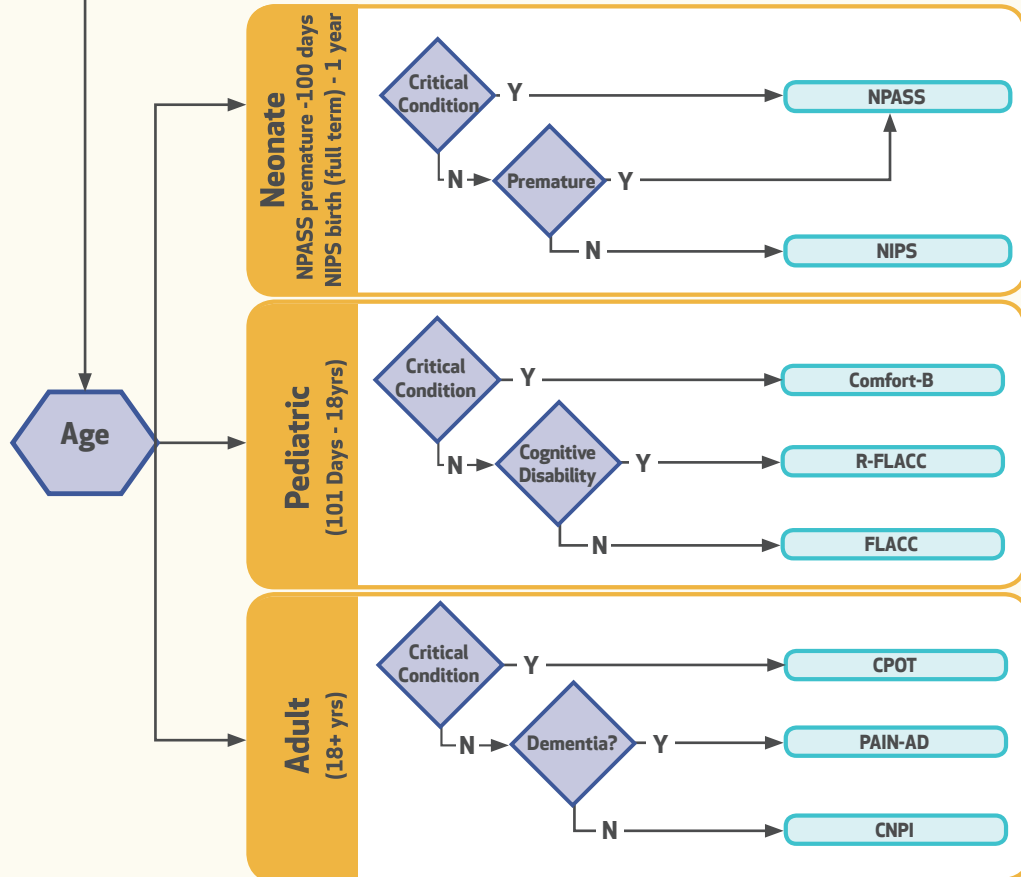 Age
Neonate
NPASS premature -100 days
NIPS birth (full term) - 1 year
Critical
Condition
Y
NPASS
N
Premature
Y
N
NIPS
Pediatric
(101 Days - 18yrs)
Critical
Condition
Y
Comfort-B
N
Cognitive
Disability
Y
R-FLACC
N
FLACC
Adult
(18+ yrs)
Critical
Condition
Y
CPOT
N
Dementia?
Y
PAIN-AD
N
CNPI